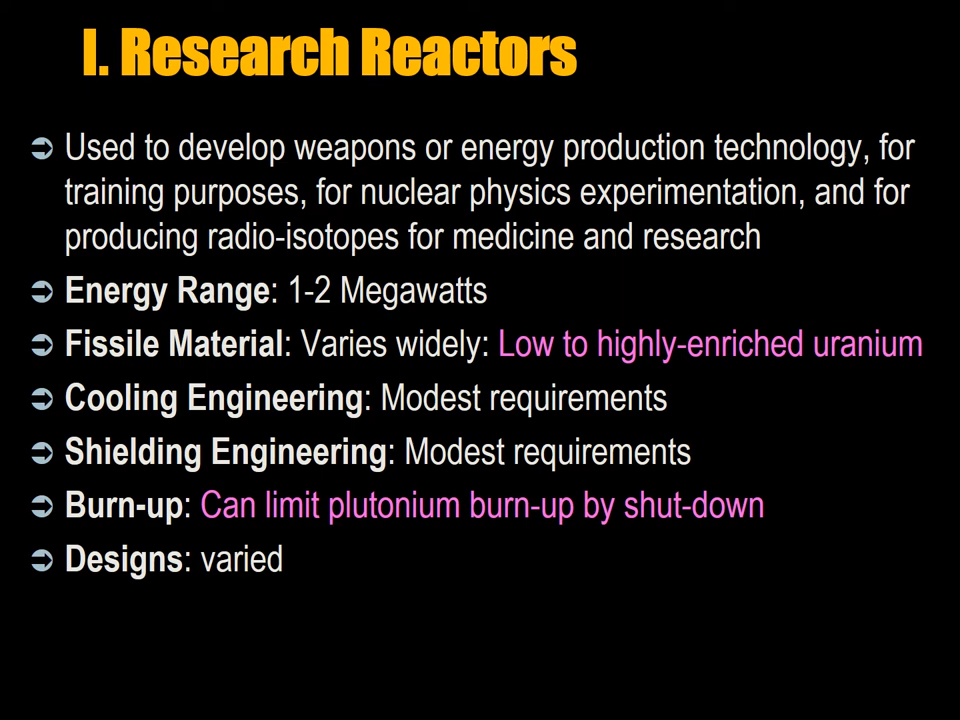 I. Research Reactors
Used to develop weapons or energy production technology, for
training purposes, for nuclear physics experimentation, and for
producing radio-isotopes for medicine and research
Energy Range: 1-2 Megawatts
Fissile Material: Varies widely: Low to highly-enriched uranium
Cooling Engineering: Modest requirements
Shielding Engineering: Modest requirements
Burn-up: Can limit plutonium burn-up by shut-down
Designs: varied